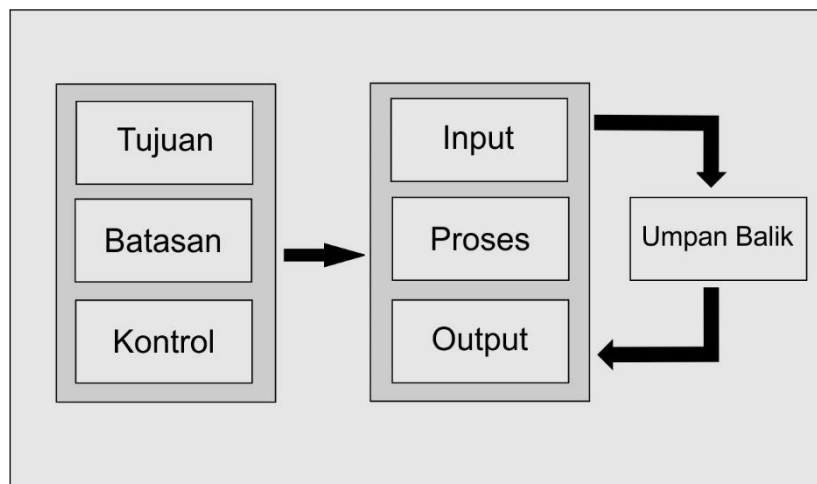 Tujuan
Batasan
Kontrol
Input
Proses
Output
Umpan Balik